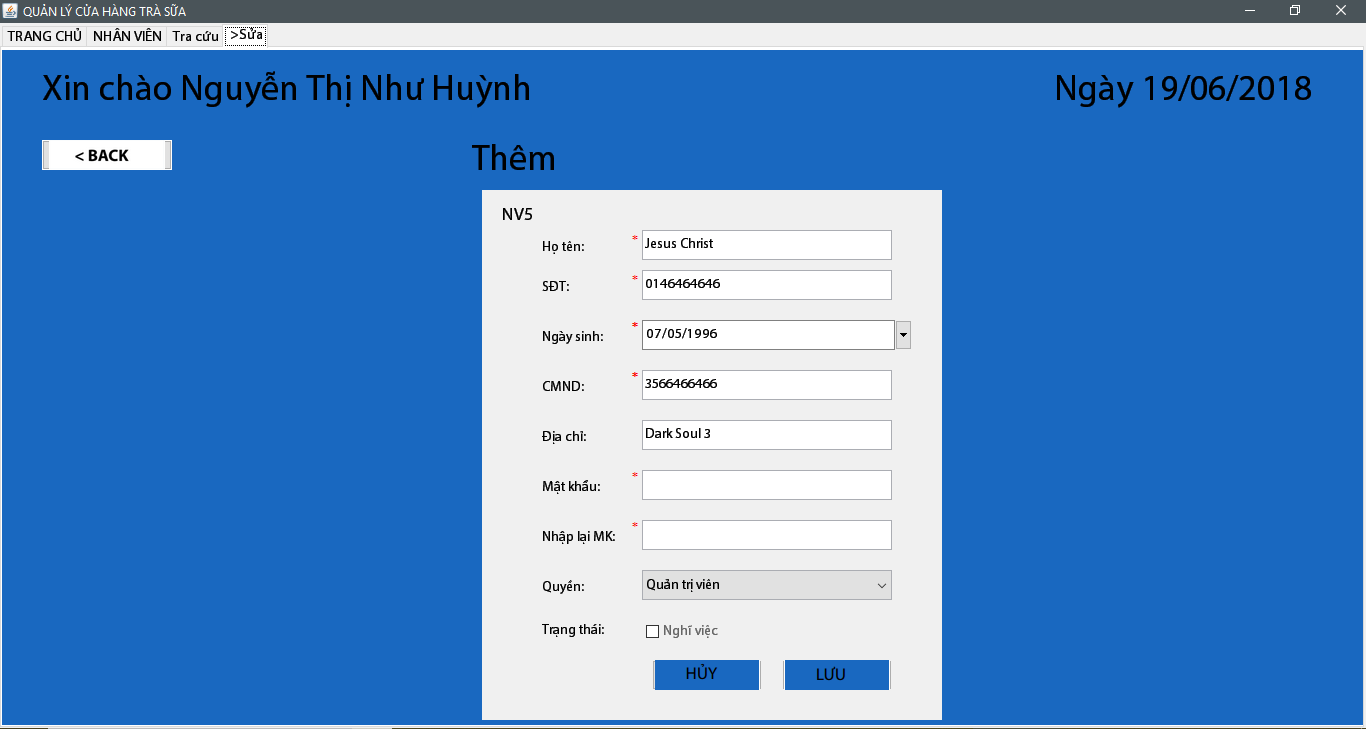 QUẢN LÝ CỬA HÀNG TRÀ SỮA
TRANG CHỦ NHÂN VIÊN Tra cứu >Sửa
Xin chào Nguyễn Thị Như Huỳnh Ngày 19/06/2018
< BACK Thêm
NV5
Họ tên: * Jesus Christ
SĐT: * 0146464646
Ngày sinh: * 07/05/1996
CMND: * 3566466466
Địa chỉ: Dark Soul 3
Mật khẩu: *
Nhập lại MK: *
Quyền: Quản trị viên
Trạng thái: Nghĩ việc
HỦY LƯU